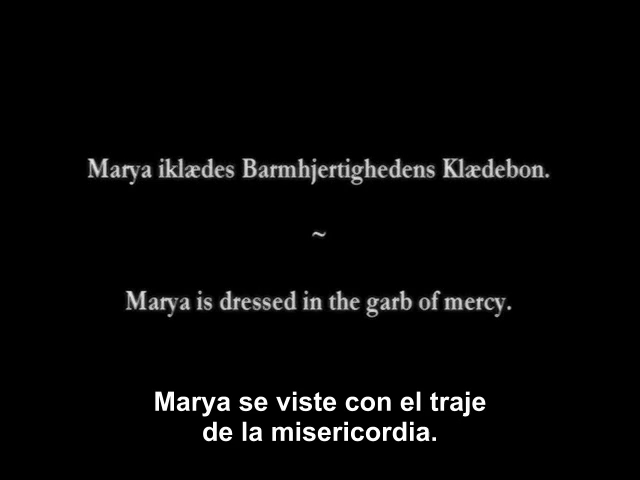 Marya iklædes Barmhjertighedens Klædebon.
~
Marya is dressed in the garb of mercy.
Marya se viste con el traje
de la misericordia.